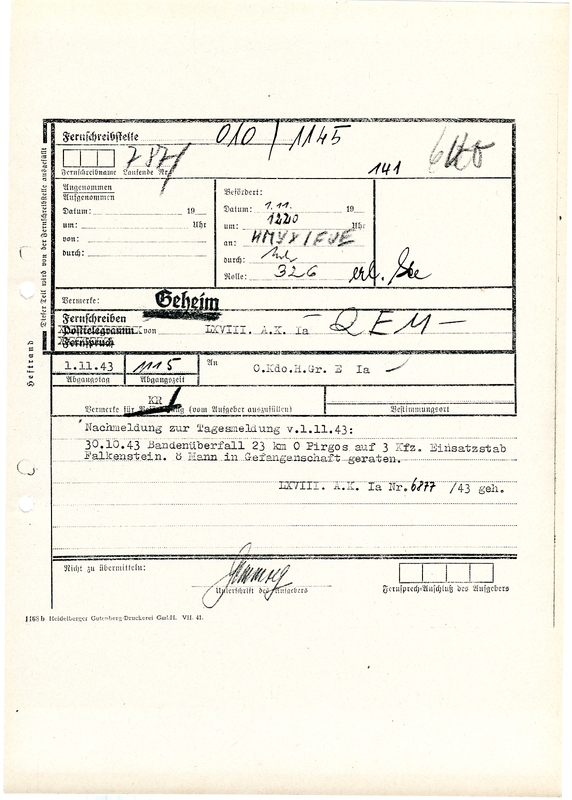 Fernschreibstelle
010 / 1145
787/
Fernschreibname Laufende Nr.
141
Dieser Teil wird von der Fernschreibstelle ausgefüllt
Heftrand
Angenommen
Aufgenommen
Datum: 19
um: Uhr
von:
durch:
Befördert:
Datum: 1.11. 19
um: 1220 Uhr
an: HMYX/FUE
durch:
Rolle: 326
erl.
Vermerke:
Geheim
Fernschreiben
Posttelegramm von
Fernspruch
LXVIII. A.K. Ia — QEM —
1.11.43
Abgangstag
1115
Abgangszeit
An
O.Kdo.H.Gr. E Ia
KR
Vermerke für Beförderung (vom Aufgeber auszufüllen)
Bestimmungsort
Nachmeldung zur Tagesmeldung v.1.11.43:
30.10.43 Bandenüberfall 23 km O Pirgos auf 3 Kfz. Einsatzstab
Falkenstein. 8 Mann in Gefangenschaft geraten.
LXVIII. A.K. Ia Nr. 6877 /43 geh.
Nicht zu übermitteln:
Unterschrift des Aufgebers
Fernsprech-Anschluß des Aufgebers
1168 b Heidelberger Gutenberg-Druckerei GmbH. VII. 41.